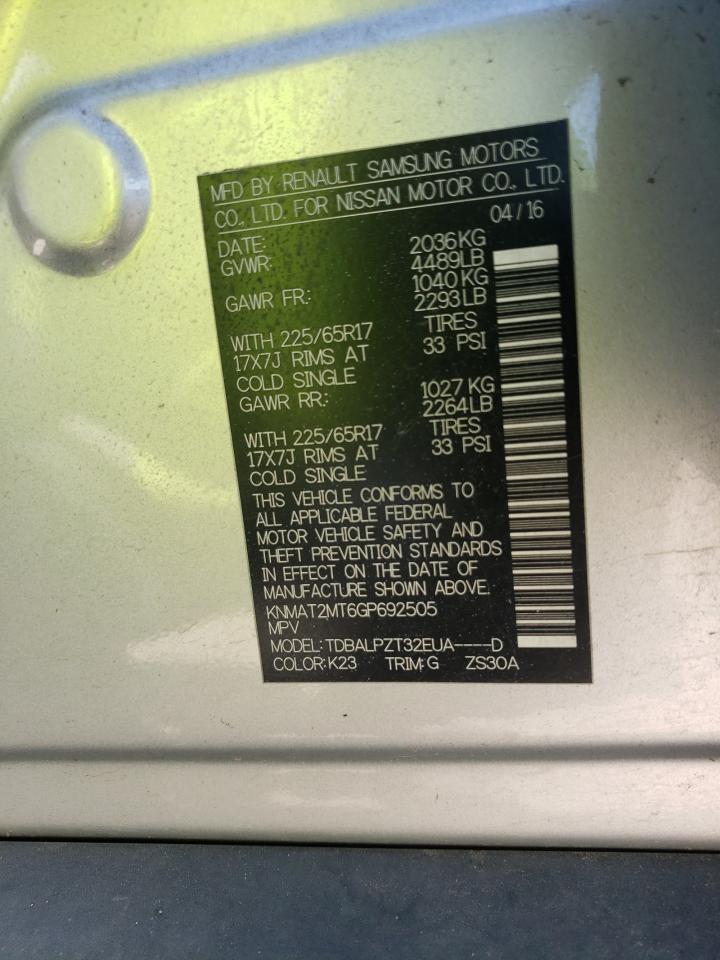 MFD BY RENAULT SAMSUNG MOTORS
CO., LTD. FOR NISSAN MOTOR CO., LTD.
DATE: 04/16
GVWR: 2036KG
4489LB
GAWR FR: 1040KG
2293LB
WITH 225/65R17 TIRES
17X7J RIMS AT 33 PSI
COLD SINGLE
GAWR RR: 1027KG
2264LB
WITH 225/65R17 TIRES
17X7J RIMS AT 33 PSI
COLD SINGLE
THIS VEHICLE CONFORMS TO
ALL APPLICABLE FEDERAL
MOTOR VEHICLE SAFETY AND
THEFT PREVENTION STANDARDS
IN EFFECT ON THE DATE OF
MANUFACTURE SHOWN ABOVE.
KNMAT2MT6GP692505
MPV
MODEL: TDBALPZT32EUA----D
COLOR: K23 TRIM: G ZS30A